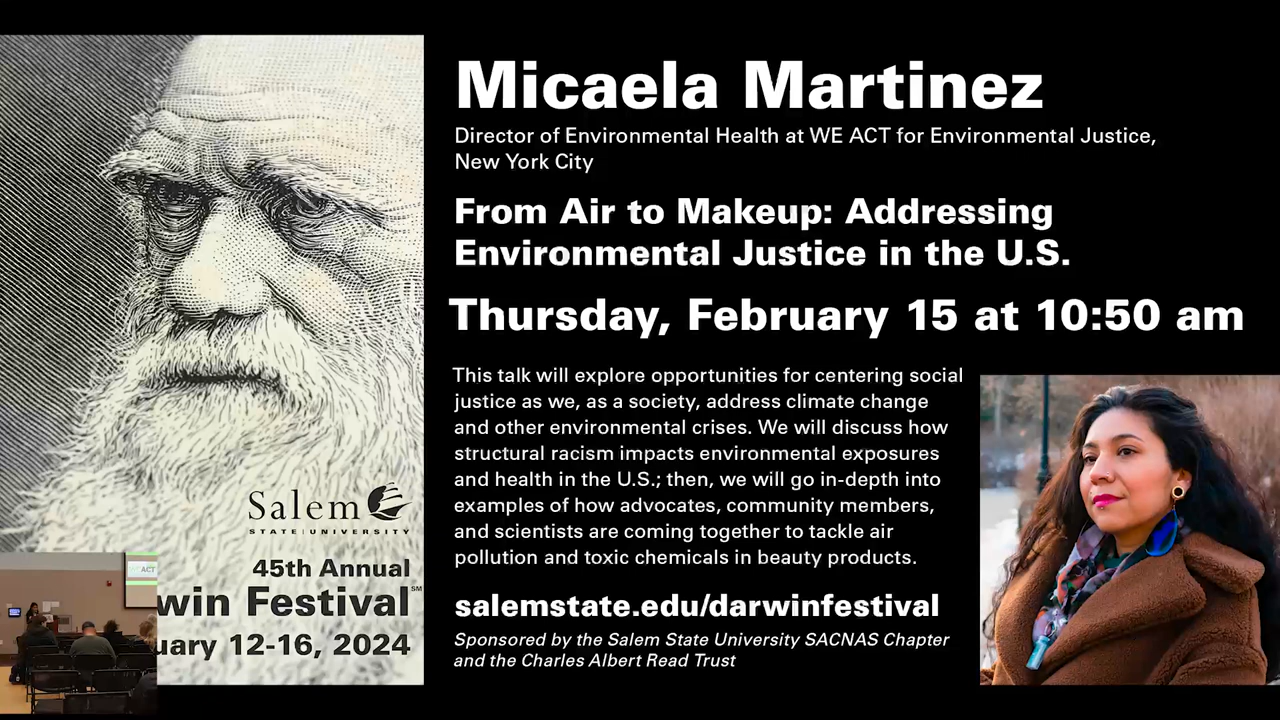 Micaela Martinez
Director of Environmental Health at WE ACT for Environmental Justice,
New York City
From Air to Makeup: Addressing
Environmental Justice in the U.S.
Thursday, February 15 at 10:50 am
This talk will explore opportunities for centering social
justice as we, as a society, address climate change
and other environmental crises. We will discuss how
structural racism impacts environmental exposures
and health in the U.S.; then, we will go in-depth into
examples of how advocates, community members,
and scientists are coming together to tackle air
pollution and toxic chemicals in beauty products.
salemstate.edu/darwinfestival
Sponsored by the Salem State University SACNAS Chapter
and the Charles Albert Read Trust
Salem
STATE UNIVERSITY
45th Annual
win Festival℠
uary 12-16, 2024
ACT